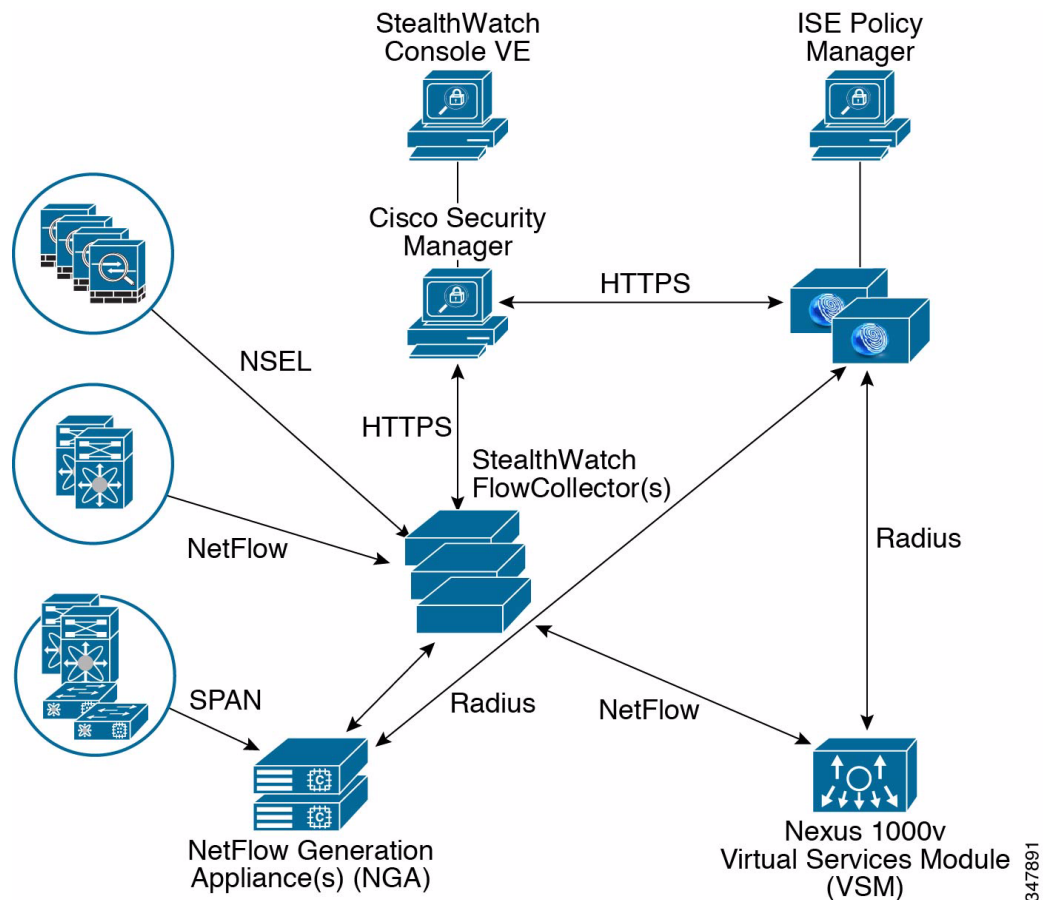 StealthWatch
Console VE
ISE Policy
Manager
Cisco Security
Manager
HTTPS
NSEL
HTTPS
StealthWatch
FlowCollector(s)
NetFlow
Radius
SPAN
Radius
NetFlow
C
C
NetFlow Generation
Appliance(s) (NGA)
Nexus 1000v
Virtual Services Module
(VSM)
347891